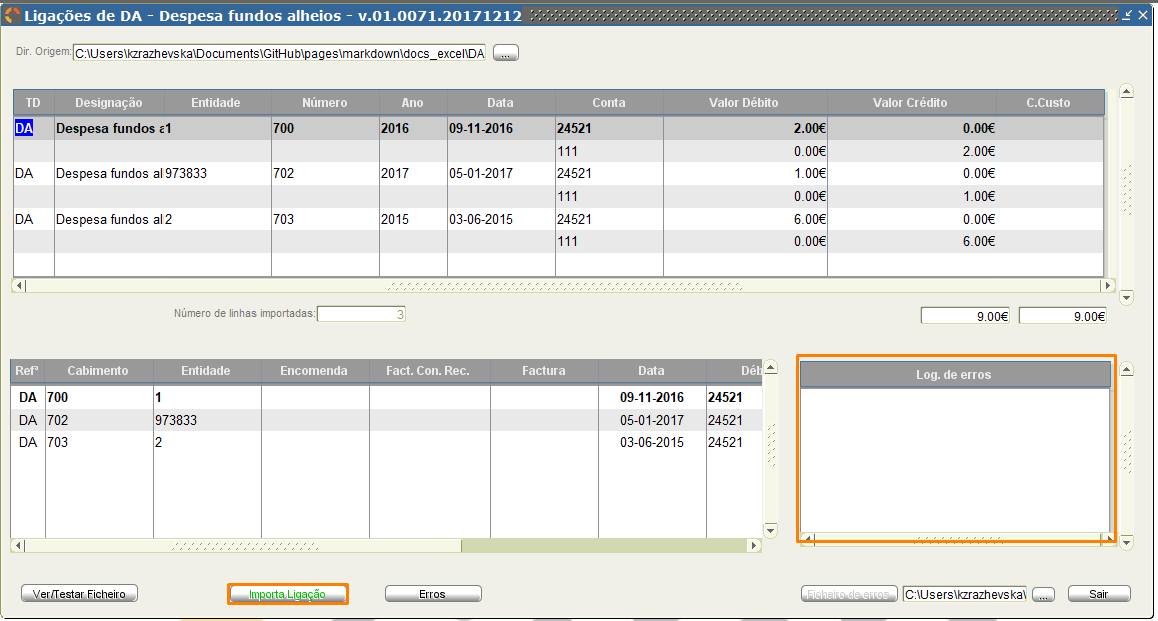 Ligações de DA - Despesa fundos alheios - v.01.0071.20171212
Dir. Origem: C:\Users\kzrazhevska\Documents\GitHub\pages\markdown\docs_excel\DA ...
TD Designação Entidade Número Ano Data Conta Valor Débito Valor Crédito C.Custo
DA Despesa fundos a 1 700 2016 09-11-2016 24521 2.00€ 0.00€
111 0.00€ 2.00€
DA Despesa fundos al 973833 702 2017 05-01-2017 24521 1.00€ 0.00€
111 0.00€ 1.00€
DA Despesa fundos al 2 703 2015 03-06-2015 24521 6.00€ 0.00€
111 0.00€ 6.00€
Número de linhas importadas: 3 9.00€ 9.00€
Refª Cabimento Entidade Encomenda Fact. Con. Rec. Factura Data Déb
DA 700 1 09-11-2016 24521
DA 702 973833 05-01-2017 24521
DA 703 2 03-06-2015 24521
Log. de erros
Ver/Testar Ficheiro Importa Ligação Erros Ficheiro de erros C:\Users\kzrazhevska\ ... Sair